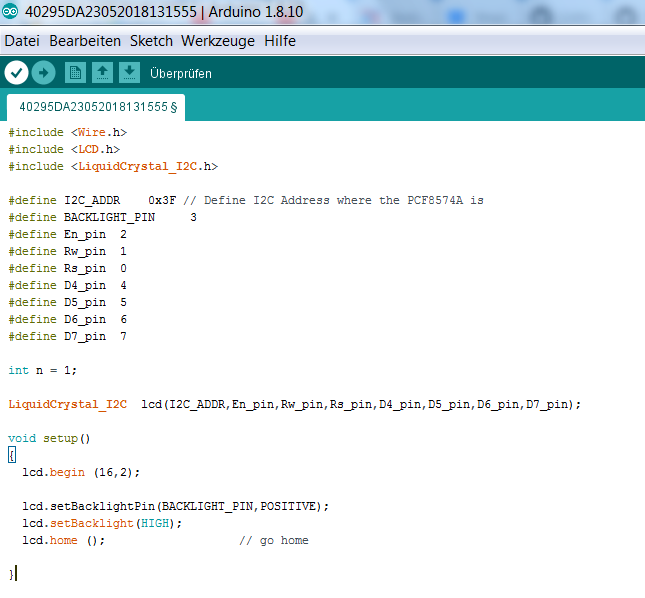 40295DA23052018131555 | Arduino 1.8.10
Datei Bearbeiten Sketch Werkzeuge Hilfe
Überprüfen
40295DA23052018131555 §
#include <Wire.h>
#include <LCD.h>
#include <LiquidCrystal_I2C.h>
#define I2C_ADDR    0x3F // Define I2C Address where the PCF8574A is
#define BACKLIGHT_PIN     3
#define En_pin  2
#define Rw_pin  1
#define Rs_pin  0
#define D4_pin  4
#define D5_pin  5
#define D6_pin  6
#define D7_pin  7
int n = 1;
LiquidCrystal_I2C  lcd(I2C_ADDR,En_pin,Rw_pin,Rs_pin,D4_pin,D5_pin,D6_pin,D7_pin);
void setup()
{
  lcd.begin (16,2);
  lcd.setBacklightPin(BACKLIGHT_PIN,POSITIVE);
  lcd.setBacklight(HIGH);
  lcd.home ();                   // go home
}